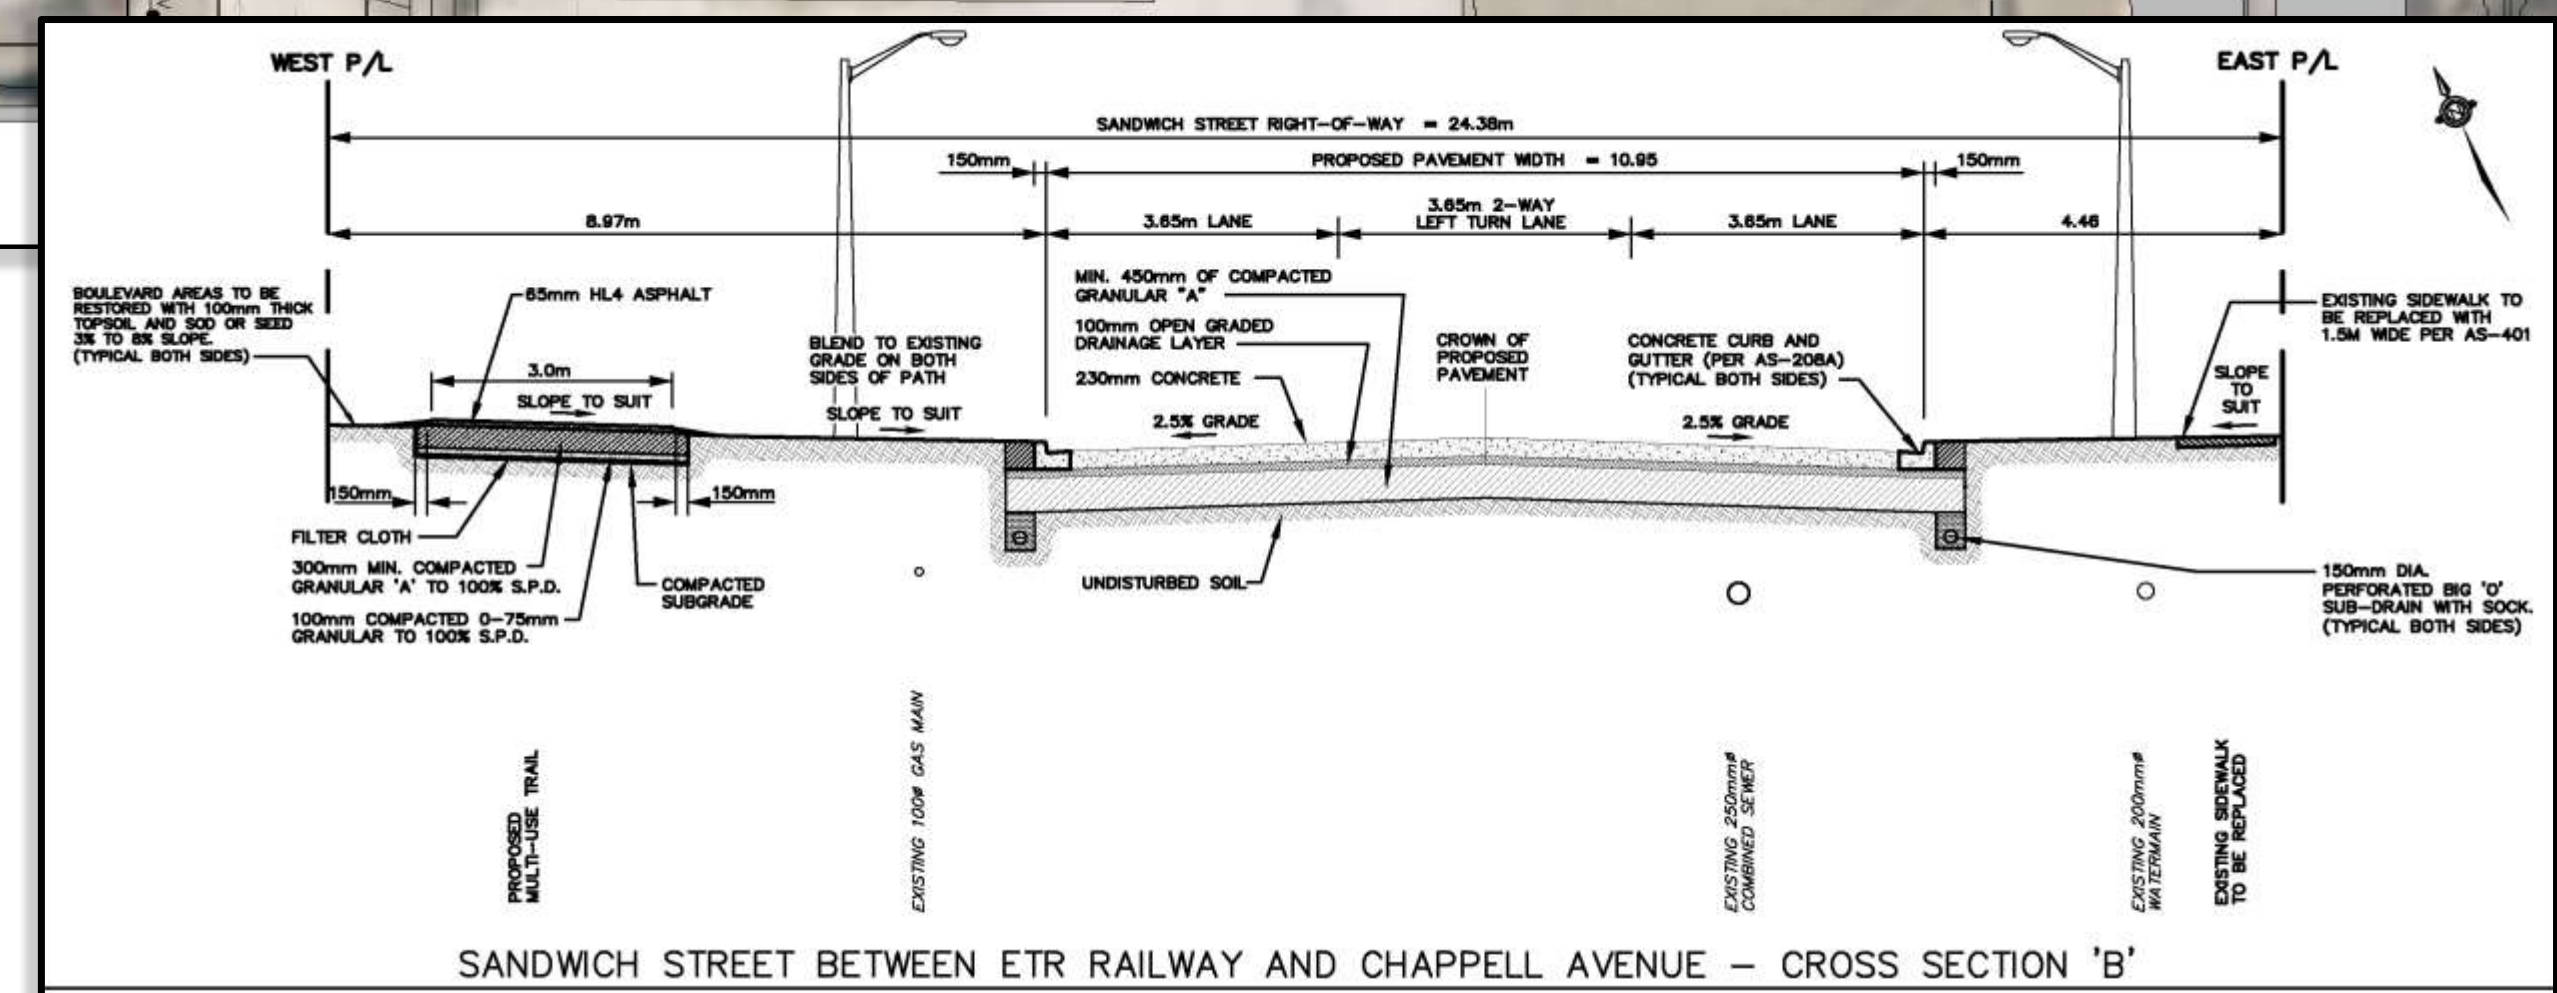 WEST P/L
EAST P/L
SANDWICH STREET RIGHT-OF-WAY = 24.38m
150mm
PROPOSED PAVEMENT WIDTH = 10.95
150mm
8.97m
3.65m LANE
3.65m 2-WAY
LEFT TURN LANE
3.65m LANE
4.46
BOULEVARD AREAS TO BE
RESTORED WITH 100mm THICK
TOPSOIL AND SOD OR SEED
3% TO 8% SLOPE.
(TYPICAL BOTH SIDES)
65mm HL4 ASPHALT
3.0m
SLOPE TO SUIT
BLEND TO EXISTING
GRADE ON BOTH
SIDES OF PATH
SLOPE TO SUIT
MIN. 450mm OF COMPACTED
GRANULAR "A"
100mm OPEN GRADED
DRAINAGE LAYER
230mm CONCRETE
2.5% GRADE
CROWN OF
PROPOSED
PAVEMENT
CONCRETE CURB AND
GUTTER (PER AS-208A)
(TYPICAL BOTH SIDES)
2.5% GRADE
EXISTING SIDEWALK TO
BE REPLACED WITH
1.5M WIDE PER AS-401
SLOPE
TO
SUIT
150mm
150mm
FILTER CLOTH
300mm MIN. COMPACTED
GRANULAR 'A' TO 100% S.P.D.
100mm COMPACTED 0-75mm
GRANULAR TO 100% S.P.D.
COMPACTED
SUBGRADE
UNDISTURBED SOIL
150mm DIA.
PERFORATED BIG 'O'
SUB-DRAIN WITH SOCK.
(TYPICAL BOTH SIDES)
PROPOSED
MULTI-USE TRAIL
EXISTING 100ø GAS MAIN
EXISTING 250mmø
COMBINED SEWER
EXISTING 200mmø
WATERMAIN
EXISTING SIDEWALK
TO BE REPLACED
SANDWICH STREET BETWEEN ETR RAILWAY AND CHAPPELL AVENUE - CROSS SECTION 'B'